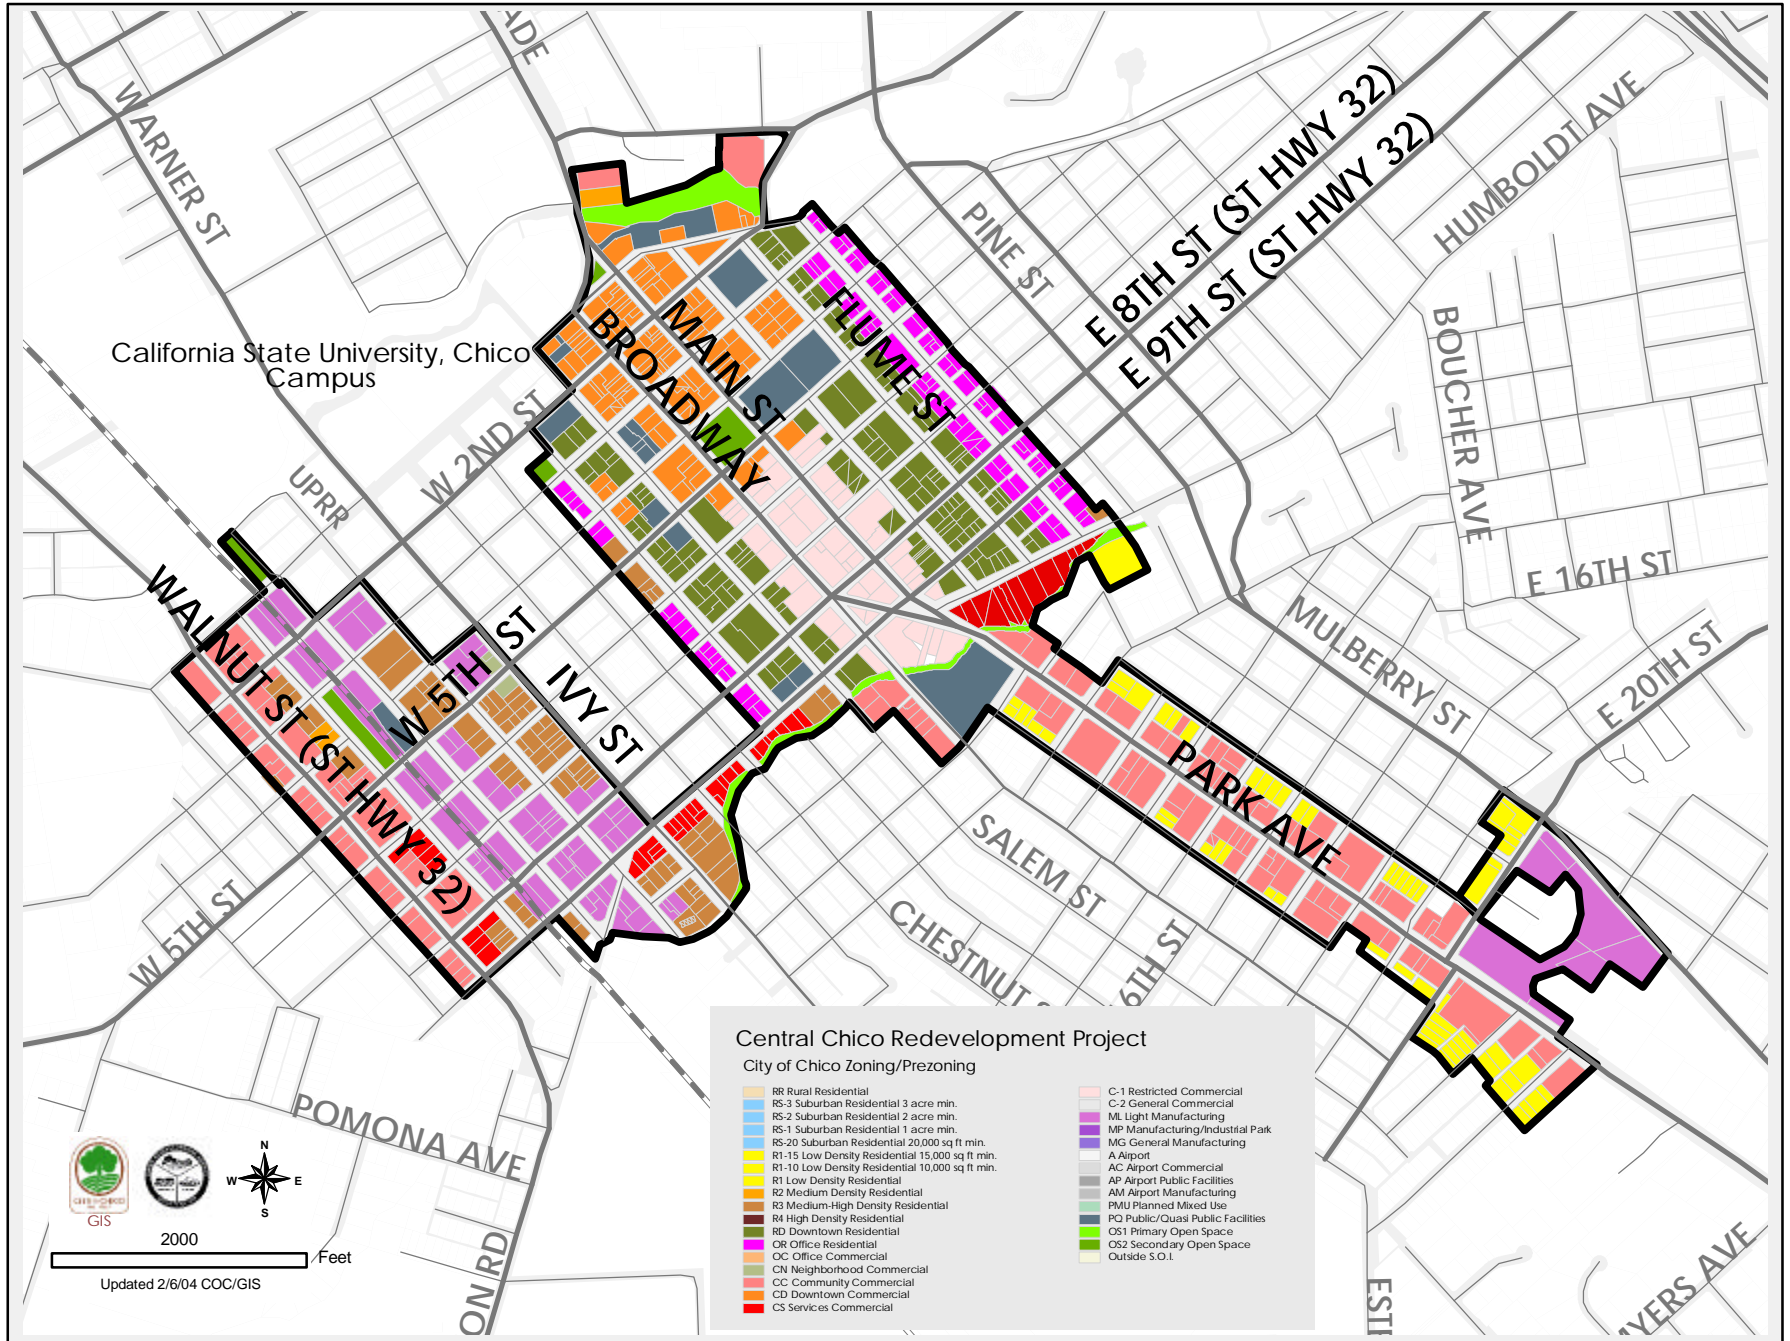 ADE
WARNER ST
PINE ST
E 8TH ST (ST HWY 32)
E 9TH ST (ST HWY 32)
HUMBOLDT AVE
BOUCHER AVE
FLUME ST
MAIN ST
BROADWAY
California State University, Chico
Campus
W 2ND ST
UPRR
E 16TH ST
MULBERRY ST
E 20TH ST
WALNUT ST (ST HWY 32)
W 5TH ST
IVY ST
PARK AVE
W 5TH ST
SALEM ST
CHESTNUT S
6TH ST
POMONA AVE
ON RD
ESTE
MYERS AVE
Central Chico Redevelopment Project
City of Chico Zoning/Prezoning
RR Rural Residential
RS-3 Suburban Residential 3 acre min.
RS-2 Suburban Residential 2 acre min.
RS-1 Suburban Residential 1 acre min.
RS-20 Suburban Residential 20,000 sq ft min.
R1-15 Low Density Residential 15,000 sq ft min.
R1-10 Low Density Residential 10,000 sq ft min.
R1 Low Density Residential
R2 Medium Density Residential
R3 Medium-High Density Residential
R4 High Density Residential
RD Downtown Residential
OR Office Residential
OC Office Commercial
CN Neighborhood Commercial
CC Community Commercial
CD Downtown Commercial
CS Services Commercial
C-1 Restricted Commercial
C-2 General Commercial
ML Light Manufacturing
MP Manufacturing/Industrial Park
MG General Manufacturing
A Airport
AC Airport Commercial
AP Airport Public Facilities
AM Airport Manufacturing
PMU Planned Mixed Use
PQ Public/Quasi Public Facilities
OS1 Primary Open Space
OS2 Secondary Open Space
Outside S.O.I.
GIS
N
W E
S
2000
Feet
Updated 2/6/04 COC/GIS